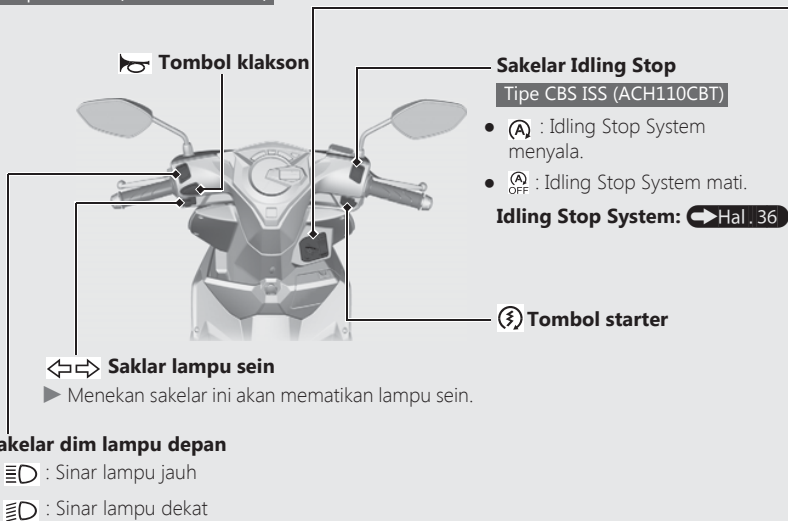 Tombol klakson
Sakelar Idling Stop
Tipe CBS ISS (ACH110CBT)
● : Idling Stop System
menyala.
● OFF : Idling Stop System mati.
Idling Stop System: Hal. 36
Tombol starter
Saklar lampu sein
▶ Menekan sakelar ini akan mematikan lampu sein.
akelar dim lampu depan
: Sinar lampu jauh
: Sinar lampu dekat